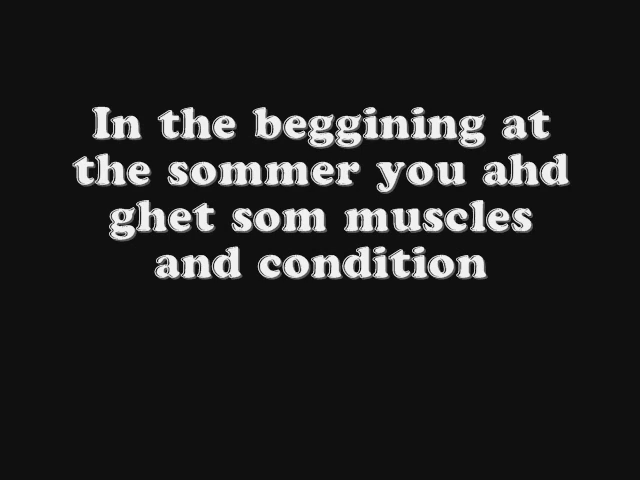 In the beggining at
the sommer you ahd
ghet som muscles
and condition